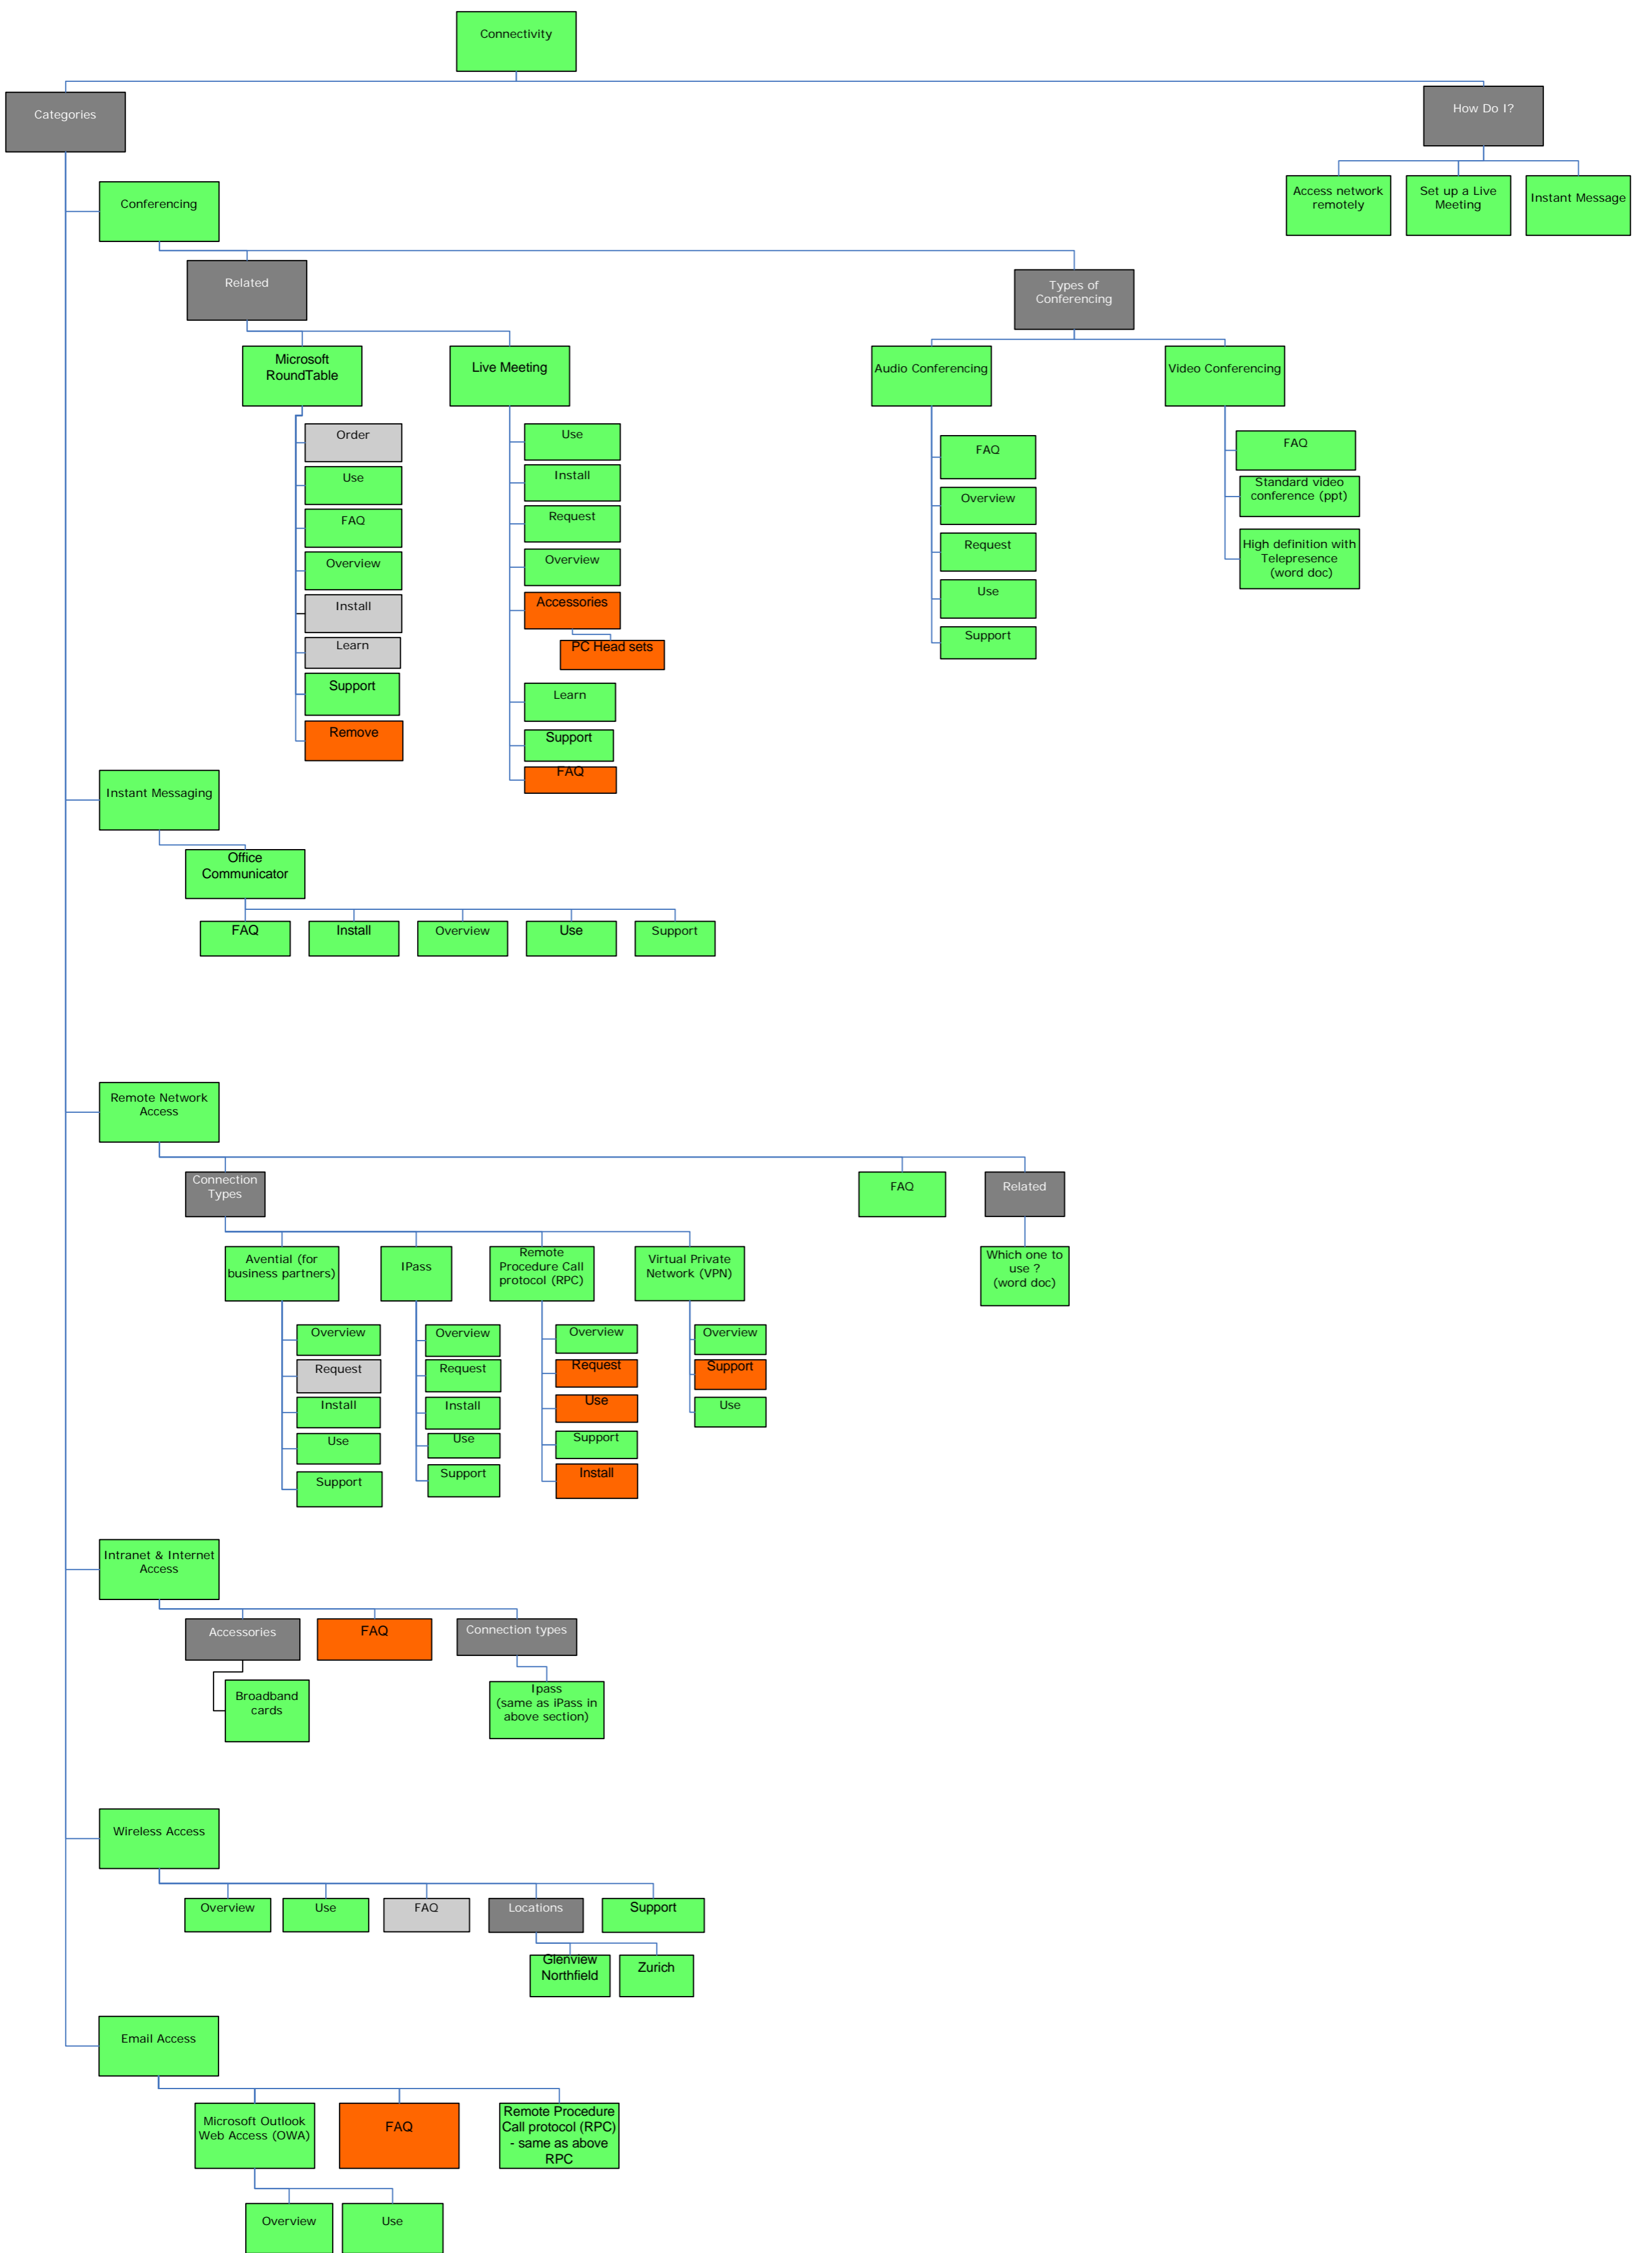 Connectivity
Categories
How Do I?
Access network
remotely
Set up a Live
Meeting
Instant Message
Conferencing
Related
Types of
Conferencing
Microsoft
RoundTable
Live Meeting
Audio Conferencing
Video Conferencing
Order
Use
FAQ
Overview
Install
Learn
Support
Remove
Use
Install
Request
Overview
Accessories
PC Head sets
Learn
Support
FAQ
FAQ
Overview
Request
Use
Support
FAQ
Standard video
conference (ppt)
High definition with
Telepresence
(word doc)
Instant Messaging
Office
Communicator
FAQ
Install
Overview
Use
Support
Remote Network
Access
Connection
Types
FAQ
Related
Avential (for
business partners)
IPass
Remote
Procedure Call
protocol (RPC)
Virtual Private
Network (VPN)
Which one to
use ?
(word doc)
Overview
Request
Install
Use
Support
Overview
Request
Install
Use
Support
Overview
Request
Use
Support
Install
Overview
Support
Use
Intranet & Internet
Access
Accessories
FAQ
Connection types
Broadband
cards
Ipass
(same as iPass in
above section)
Wireless Access
Overview
Use
FAQ
Locations
Support
Glenview
Northfield
Zurich
Email Access
Microsoft Outlook
Web Access (OWA)
FAQ
Remote Procedure
Call protocol (RPC)
- same as above
RPC
Overview
Use